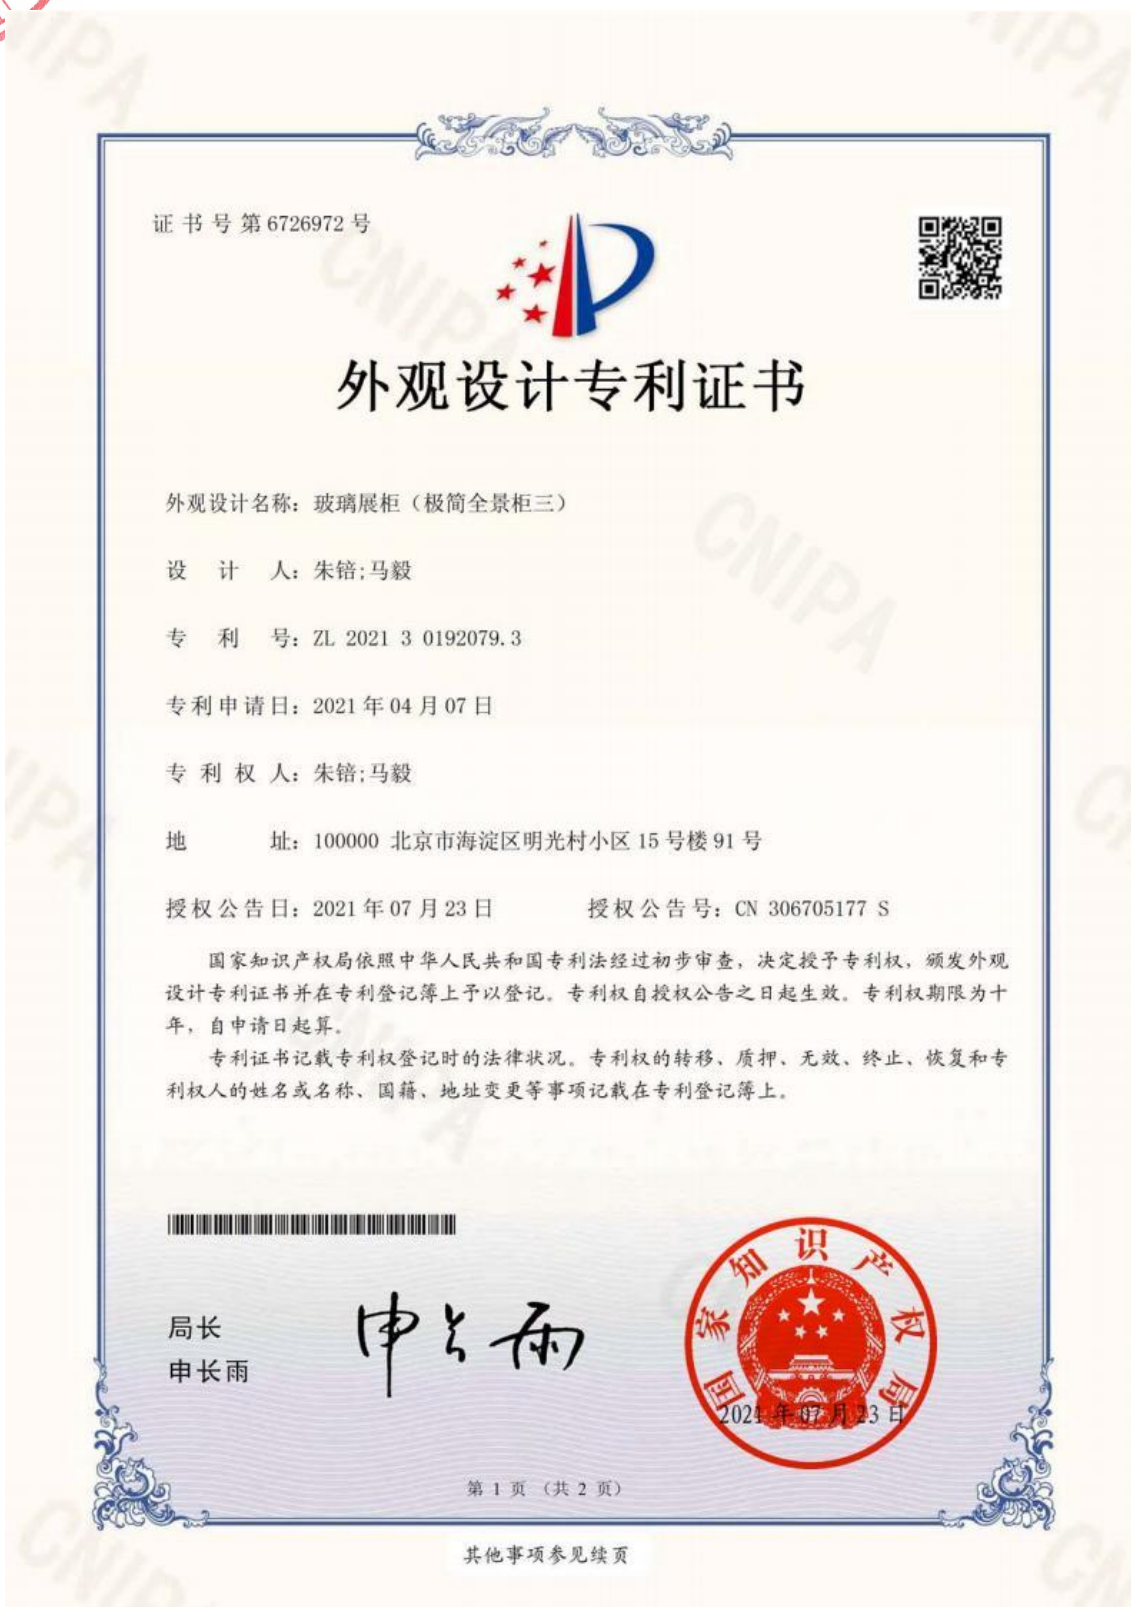 证书号第6726972号
外观设计专利证书
外观设计名称：玻璃展柜（极简全景柜三）
设计人：朱锫;马毅
专利号：ZL 2021 3 0192079.3
专利申请日：2021年04月07日
专利权人：朱锫;马毅
地址：100000 北京市海淀区明光村小区15号楼91号
授权公告日：2021年07月23日 授权公告号：CN 306705177 S
国家知识产权局依照中华人民共和国专利法经过初步审查，决定授予专利权，颁发外观
设计专利证书并在专利登记簿上予以登记。专利权自授权公告之日起生效。专利权期限为十
年，自申请日起算。
专利证书记载专利权登记时的法律状况。专利权的转移、质押、无效、终止、恢复和专
利权人的姓名或名称、国籍、地址变更等事项记载在专利登记簿上。
局长
申长雨
申长雨
国家知识产权局
2021年07月23日
第 1 页 （共 2 页）
其他事项参见续页
CNIPA